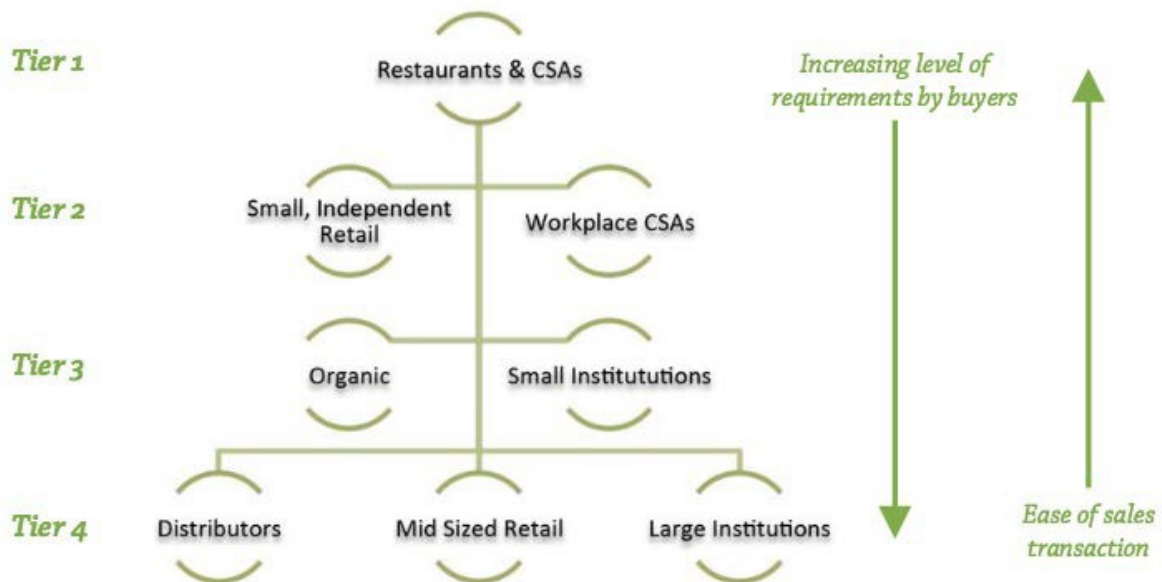 Tier 1
Restaurants & CSAs
Increasing level of
requirements by buyers
Tier 2
Small, Independent
Retail
Workplace CSAs
Tier 3
Organic
Small Institututions
Tier 4
Distributors
Mid Sized Retail
Large Institutions
Ease of sales
transaction